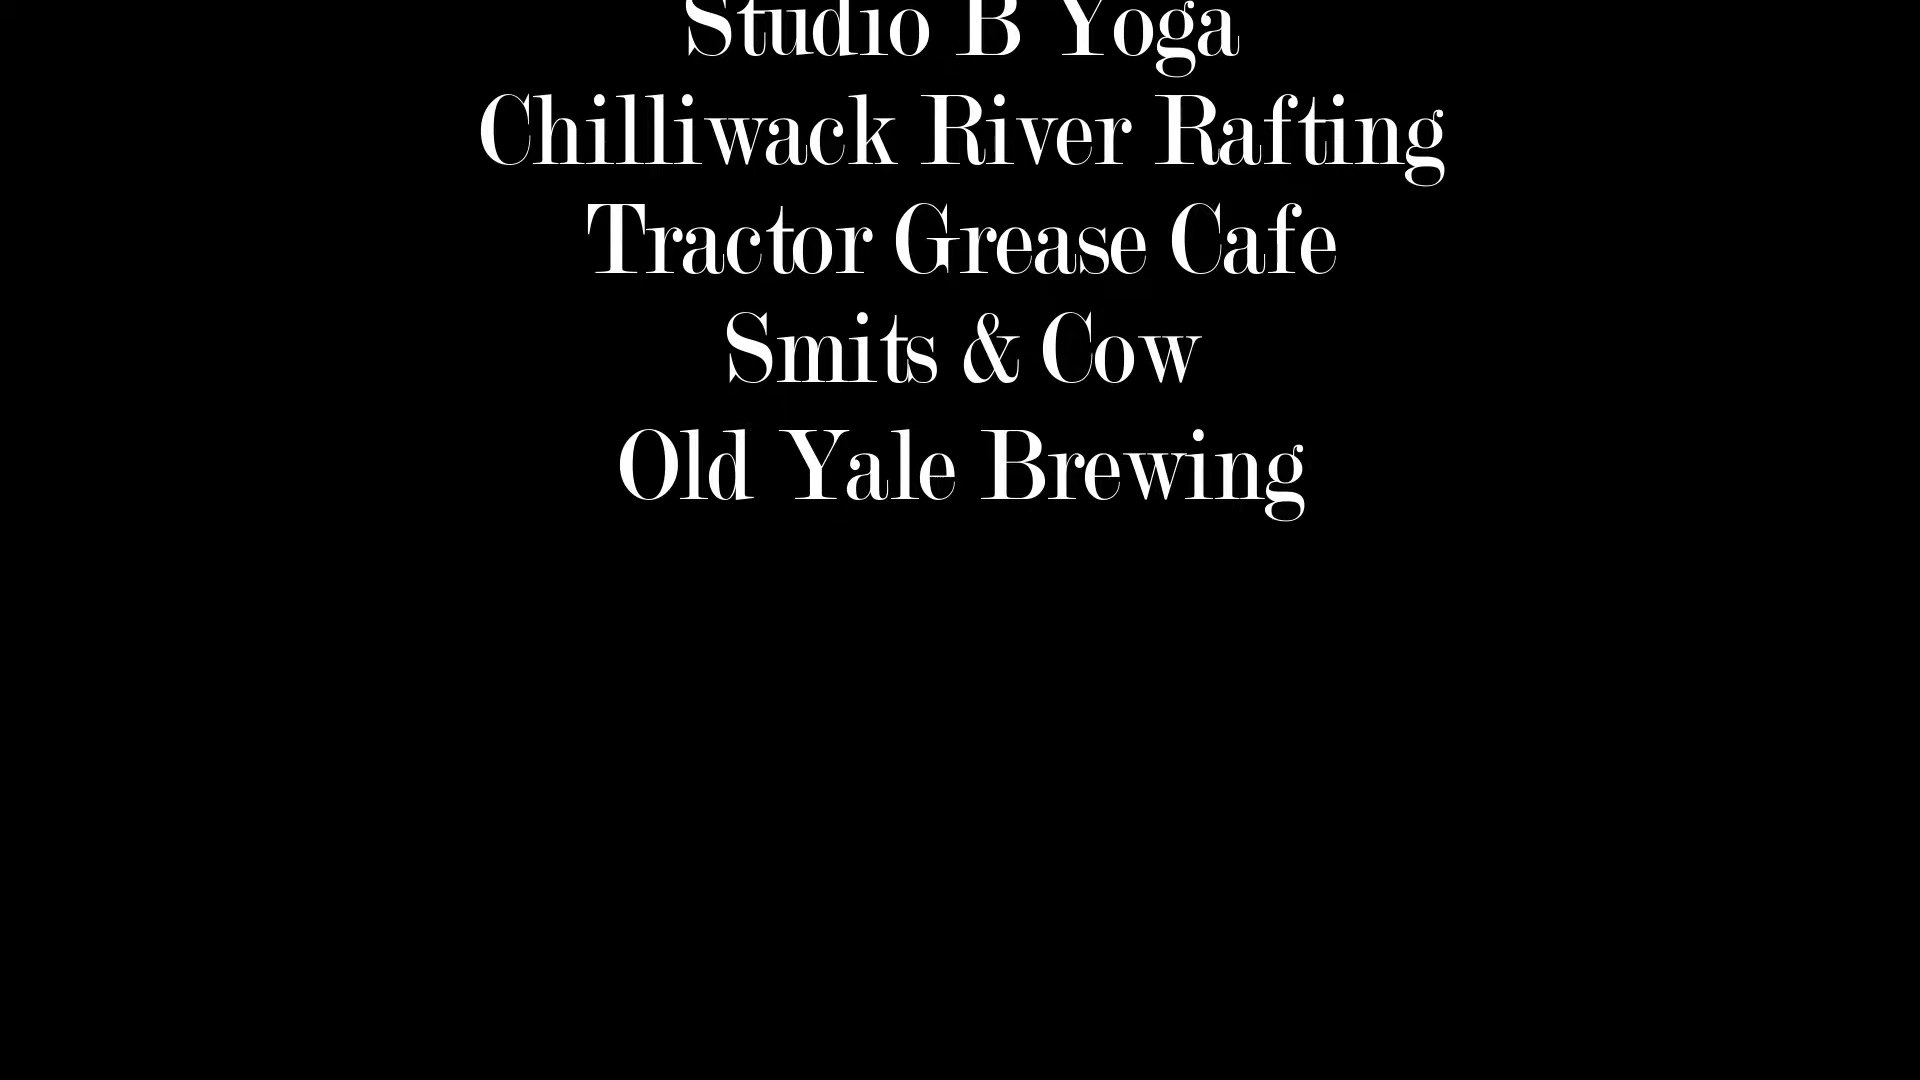 Studio B Yoga
Chilliwack River Rafting
Tractor Grease Cafe
Smits & Cow
Old Yale Brewing